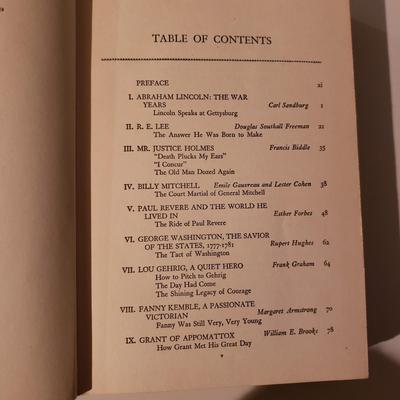 TABLE OF CONTENTS
PREFACE xi
I. ABRAHAM LINCOLN: THE WAR
YEARS Carl Sandburg 1
Lincoln Speaks at Gettysburg
II. R. E. LEE Douglas Southall Freeman 21
The Answer He Was Born to Make
III. MR. JUSTICE HOLMES Francis Biddle 35
"Death Plucks My Ears"
"I Concur"
The Old Man Dozed Again
IV. BILLY MITCHELL Emile Gauvreau and Lester Cohen 38
The Court Martial of General Mitchell
V. PAUL REVERE AND THE WORLD HE
LIVED IN Esther Forbes 48
The Ride of Paul Revere
VI. GEORGE WASHINGTON, THE SAVIOR
OF THE STATES, 1777-1781 Rupert Hughes 62
The Tact of Washington
VII. LOU GEHRIG, A QUIET HERO Frank Graham 64
How to Pitch to Gehrig
The Day Had Come
The Shining Legacy of Courage
VIII. FANNY KEMBLE, A PASSIONATE
VICTORIAN Margaret Armstrong 70
Fanny Was Still Very, Very Young
IX. GRANT OF APPOMATTOX William E. Brooks 78
How Grant Met His Great Day
v